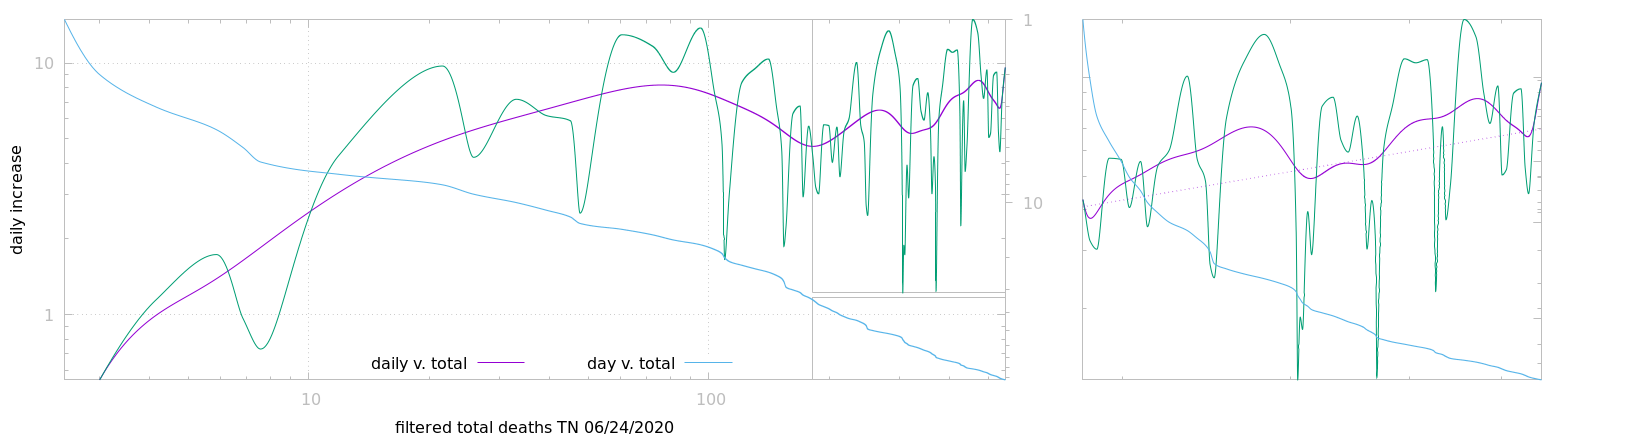 10
1
daily increase
1
10
daily v. total
day v. total
10
100
filtered total deaths TN 06/24/2020